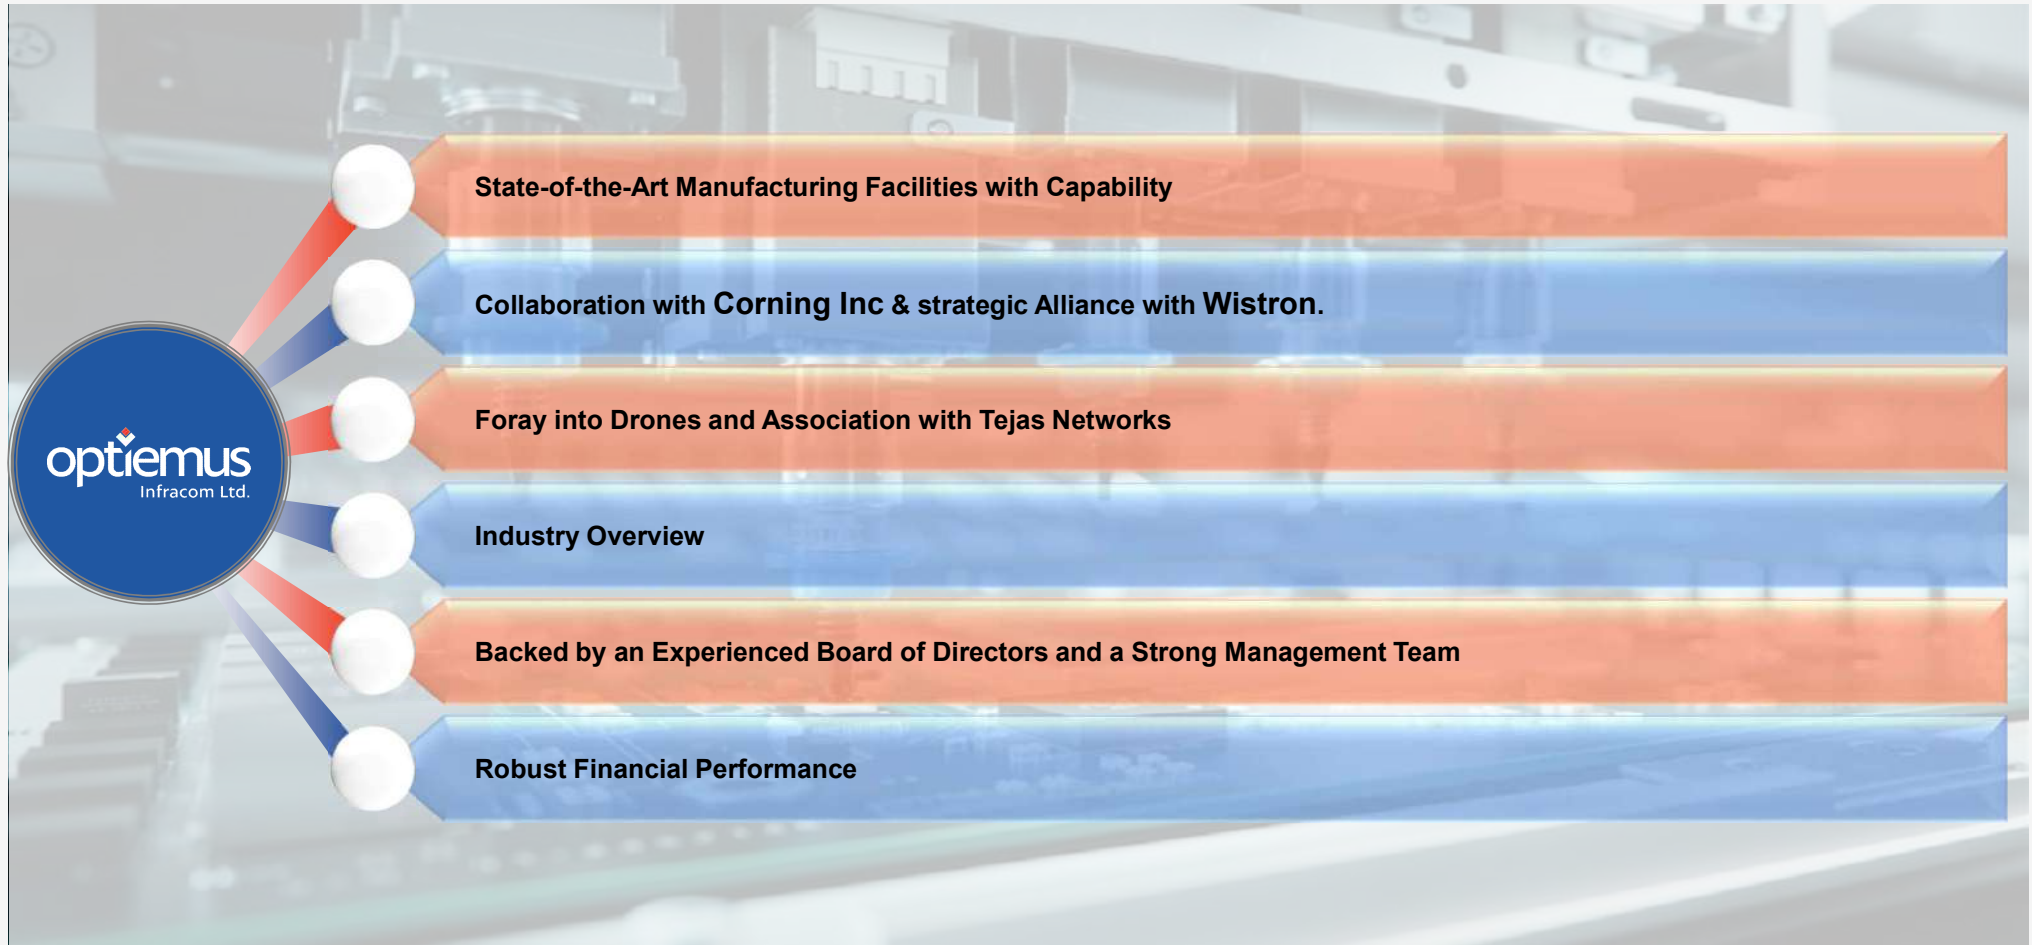 State-of-the-Art Manufacturing Facilities with Capability
Collaboration with Corning Inc & strategic Alliance with Wistron.
Foray into Drones and Association with Tejas Networks
optiemus
Infracom Ltd.
Industry Overview
Backed by an Experienced Board of Directors and a Strong Management Team
Robust Financial Performance